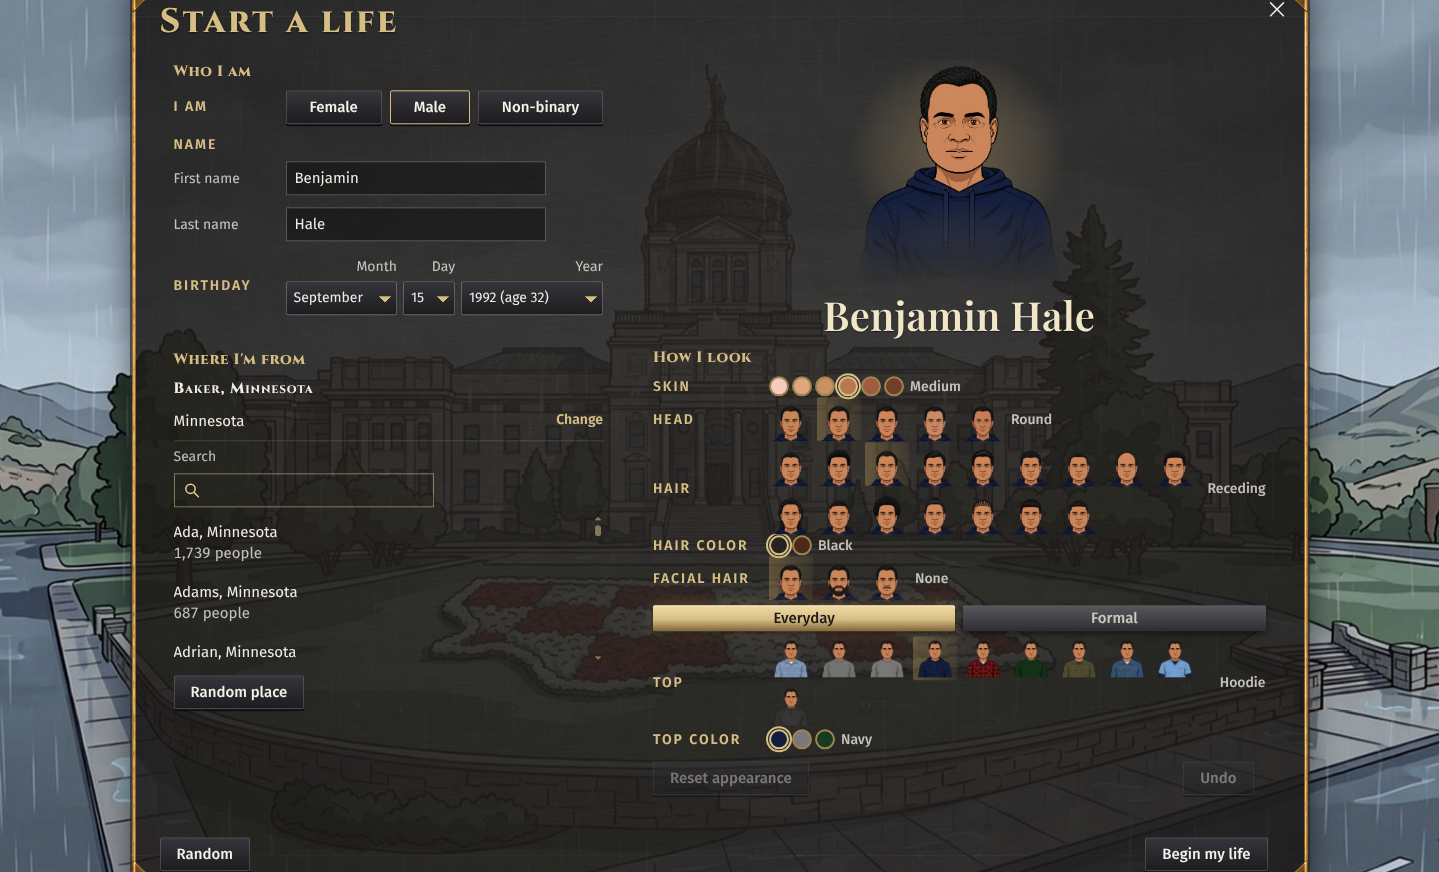 START A LIFE
WHO I AM
I AM
Female
Male
Non-binary
NAME
First name
Benjamin
Last name
Hale
Month
Day
Year
BIRTHDAY
September
15
1992 (age 32)
WHERE I'M FROM
BAKER, MINNESOTA
Minnesota
Change
Search
Ada, Minnesota
1,739 people
Adams, Minnesota
687 people
Adrian, Minnesota
Random place
Random
Benjamin Hale
HOW I LOOK
SKIN
Medium
HEAD
Round
HAIR
Receding
HAIR COLOR
Black
FACIAL HAIR
None
Everyday
Formal
TOP
Hoodie
TOP COLOR
Navy
Reset appearance
Undo
Begin my life